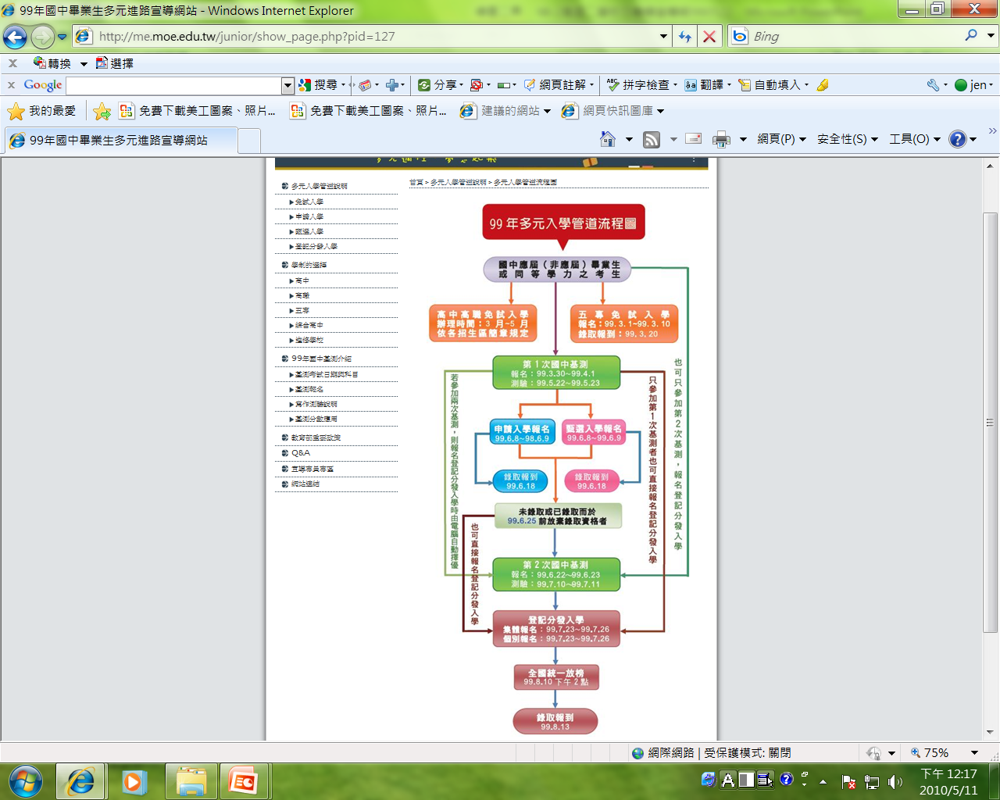 99年國中畢業生多元進路宣導網站 - Windows Internet Explorer
http://me.moe.edu.tw/junior/show_page.php?pid=127
Bing
轉換 選擇
Google 搜尋 分享 網頁註解 拼字檢查 翻譯 自動填入 jen
我的最愛 免費下載美工圖案、照片... 免費下載美工圖案、照片... 建議的網站 網頁快訊圖庫
99年國中畢業生多元進路宣導網站 網頁(P) 安全性(S) 工具(O)
首頁 > 多元入學管道說明 > 多元入學管道流程圖
多元入學管道說明
免試入學
申請入學
甄選入學
登記分發入學
學制的選擇
高中
高職
五專
綜合高中
進修學校
99年國中基測介紹
基測考試日期與科目
基測報名
寫作測驗說明
基測分數應用
教育部重要政策
Q&A
宣導專員專區
網站連結
99年多元入學管道流程圖
國中應屆（非應屆）畢業生
或同等學力之考生
高中高職免試入學
辦理時間：3 月~5 月
依各招生區簡章規定
五專免試入學
報名：99.3.1~99.3.10
錄取報到：99.3.20
第1次國中基測
報名：99.3.30~99.4.1
測驗：99.5.22~99.5.23
若參加兩次基測，則報名登記分發入學時由電腦自動擇優
只參加第1次基測者也可直接報名登記分發入學
也可只參加第2次基測，報名登記分發入學
申請入學報名
99.6.8~98.6.9
甄選入學報名
99.6.8~99.6.9
錄取報到
99.6.18
錄取報到
99.6.18
未錄取或已錄取而於
99.6.25 前放棄錄取資格者
也可直接報名登記分發入學
第2次國中基測
報名：99.6.22~99.6.23
測驗：99.7.10~99.7.11
登記分發入學
集體報名：99.7.23~99.7.26
個別報名：99.7.23~99.7.26
全國統一放榜
99.8.10 下午2點
錄取報到
99.8.13
網際網路 | 受保護模式: 關閉 75%
下午 12:17
2010/5/11